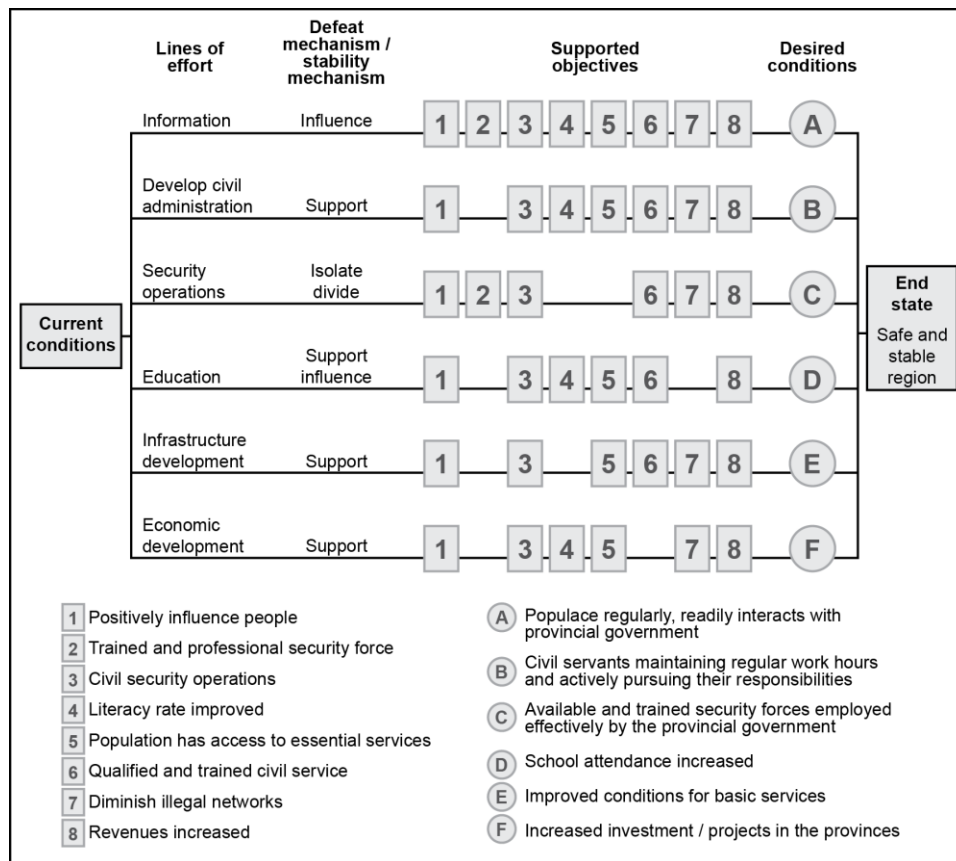 Lines of effort
Defeat mechanism / stability mechanism
Supported objectives
Desired conditions
Information Influence 1 2 3 4 5 6 7 8 A
Develop civil
administration Support 1 3 4 5 6 7 8 B
Security Isolate
operations divide 1 2 3 6 7 8 C
Current
conditions
End
state
Safe and
stable
region
Support
Education influence 1 3 4 5 6 8 D
Infrastructure
development Support 1 3 5 6 7 8 E
Economic
development Support 1 3 4 5 7 8 F
1 Positively influence people
2 Trained and professional security force
3 Civil security operations
4 Literacy rate improved
5 Population has access to essential services
6 Qualified and trained civil service
7 Diminish illegal networks
8 Revenues increased
A Populace regularly, readily interacts with
provincial government
B Civil servants maintaining regular work hours
and actively pursuing their responsibilities
C Available and trained security forces employed
effectively by the provincial government
D School attendance increased
E Improved conditions for basic services
F Increased investment / projects in the provinces